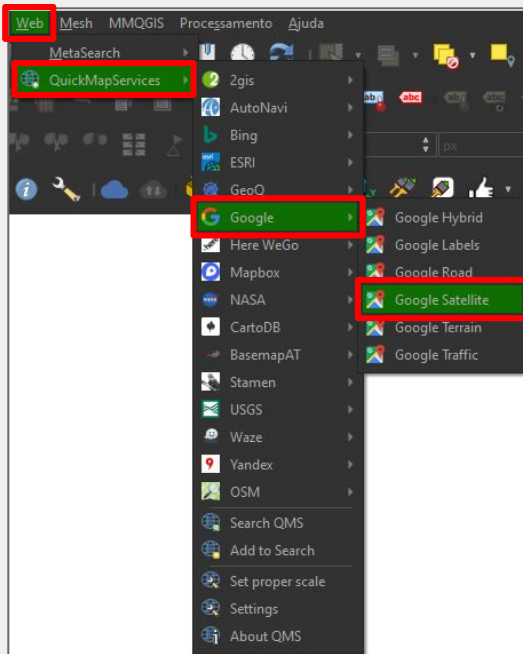 Web Mesh MMQGIS Processamento Ajuda
MetaSearch
QuickMapServices
2gis
AutoNavi
abc
Bing
px
ESRI
GeoQ
Google
Google Hybrid
Here WeGo
Google Labels
Mapbox
Google Road
NASA
Google Satellite
CartoDB
Google Terrain
BasemapAT
Google Traffic
Stamen
USGS
Waze
Yandex
OSM
Search QMS
Add to Search
Set proper scale
Settings
About QMS